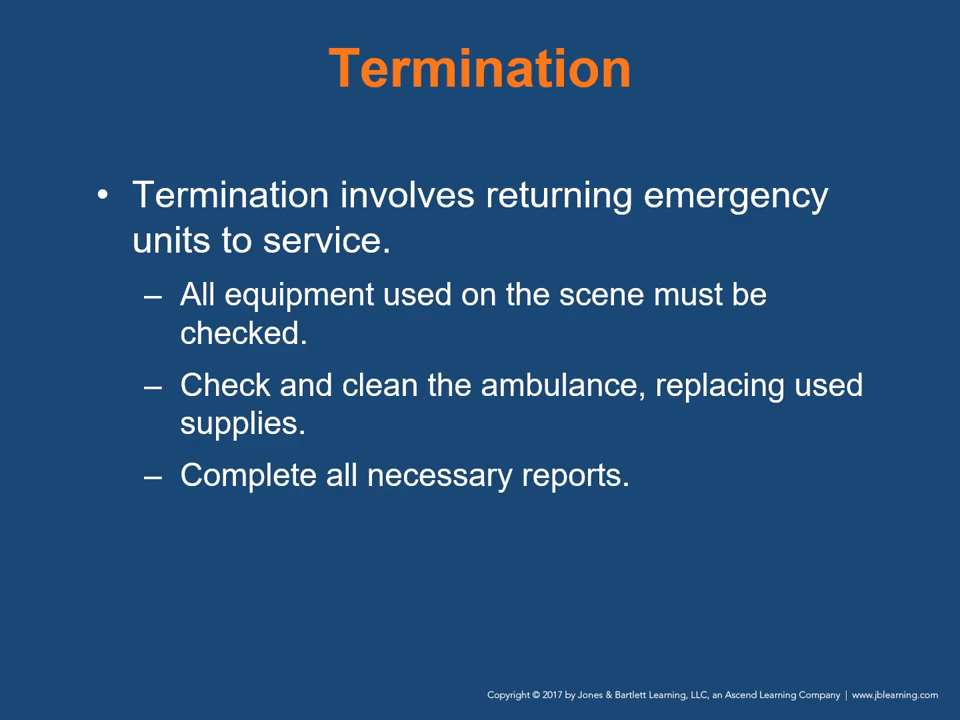 Termination
• Termination involves returning emergency
units to service.
– All equipment used on the scene must be
checked.
– Check and clean the ambulance, replacing used
supplies.
– Complete all necessary reports.
Copyright © 2017 by Jones & Bartlett Learning, LLC, an Ascend Learning Company | www.jblearning.com